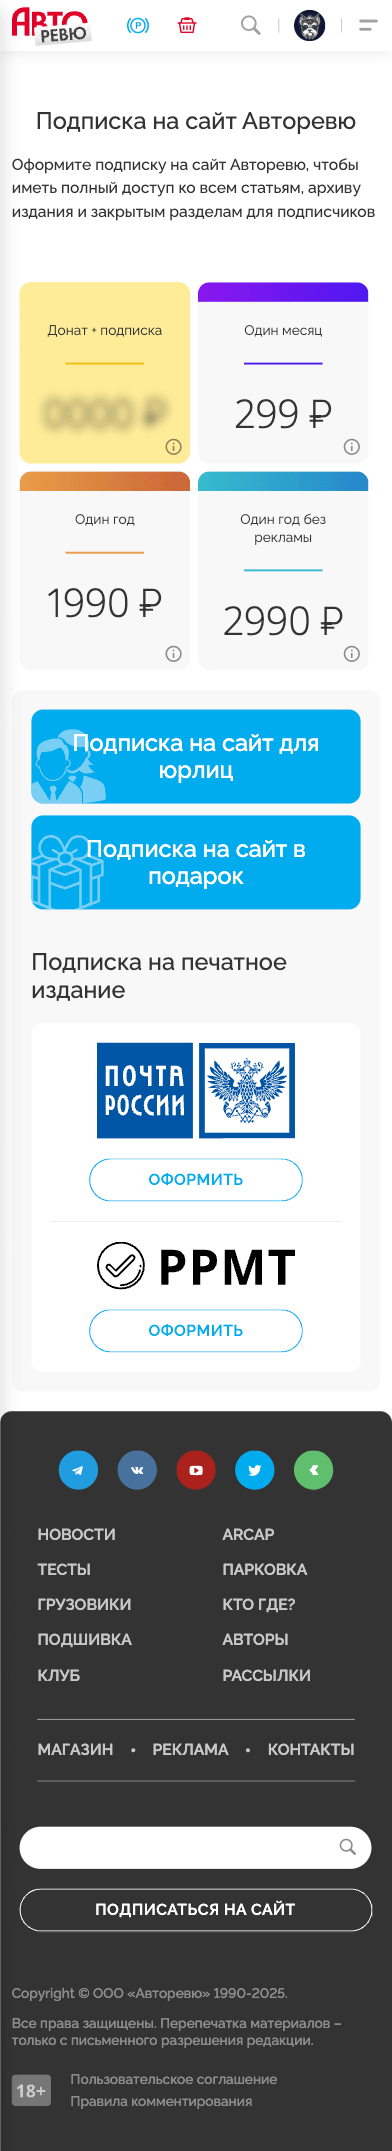 АВТО
РЕВЮ
Подписка на сайт Авторевю
Оформите подписку на сайт Авторевю, чтобы
иметь полный доступ ко всем статьям, архиву
издания и закрытым разделам для подписчиков
Донат + подписка
Один месяц
0000 ₽
299 ₽
Один год
Один год без
рекламы
1990 ₽
2990 ₽
Подписка на сайт для
юрлиц
Подписка на сайт в
подарок
Подписка на печатное
издание
ПОЧТА
РОССИИ
ОФОРМИТЬ
РРМТ
ОФОРМИТЬ
НОВОСТИ
ARCAP
ТЕСТЫ
ПАРКОВКА
ГРУЗОВИКИ
КТО ГДЕ?
ПОДШИВКА
АВТОРЫ
КЛУБ
РАССЫЛКИ
МАГАЗИН • РЕКЛАМА • КОНТАКТЫ
ПОДПИСАТЬСЯ НА САЙТ
Copyright © ООО «Авторевю» 1990-2025.
Все права защищены. Перепечатка материалов –
только с письменного разрешения редакции.
18+
Пользовательское соглашение
Правила комментирования